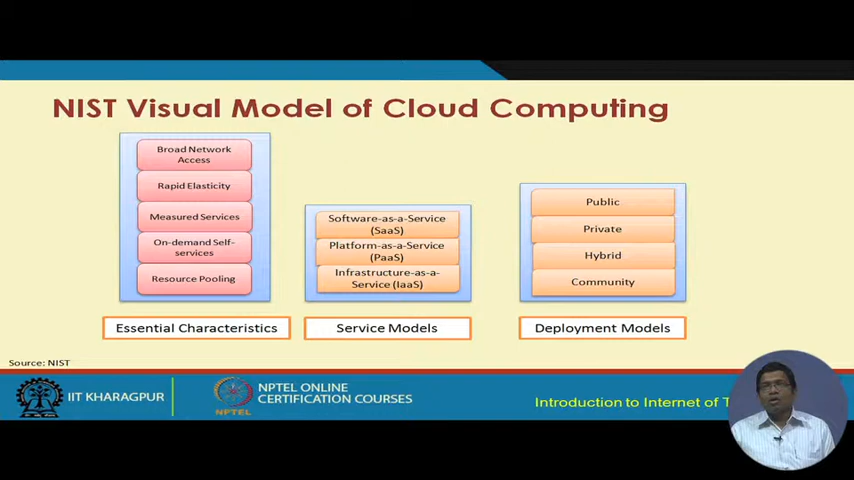 NIST Visual Model of Cloud Computing
Broad Network
Access
Rapid Elasticity
Measured Services
On-demand Self-
services
Resource Pooling
Essential Characteristics
Software-as-a-Service
(SaaS)
Platform-as-a-Service
(PaaS)
Infrastructure-as-a-
Service (IaaS)
Service Models
Public
Private
Hybrid
Community
Deployment Models
Source: NIST
IIT KHARAGPUR
NPTEL
NPTEL ONLINE
CERTIFICATION COURSES
Introduction to Internet of T